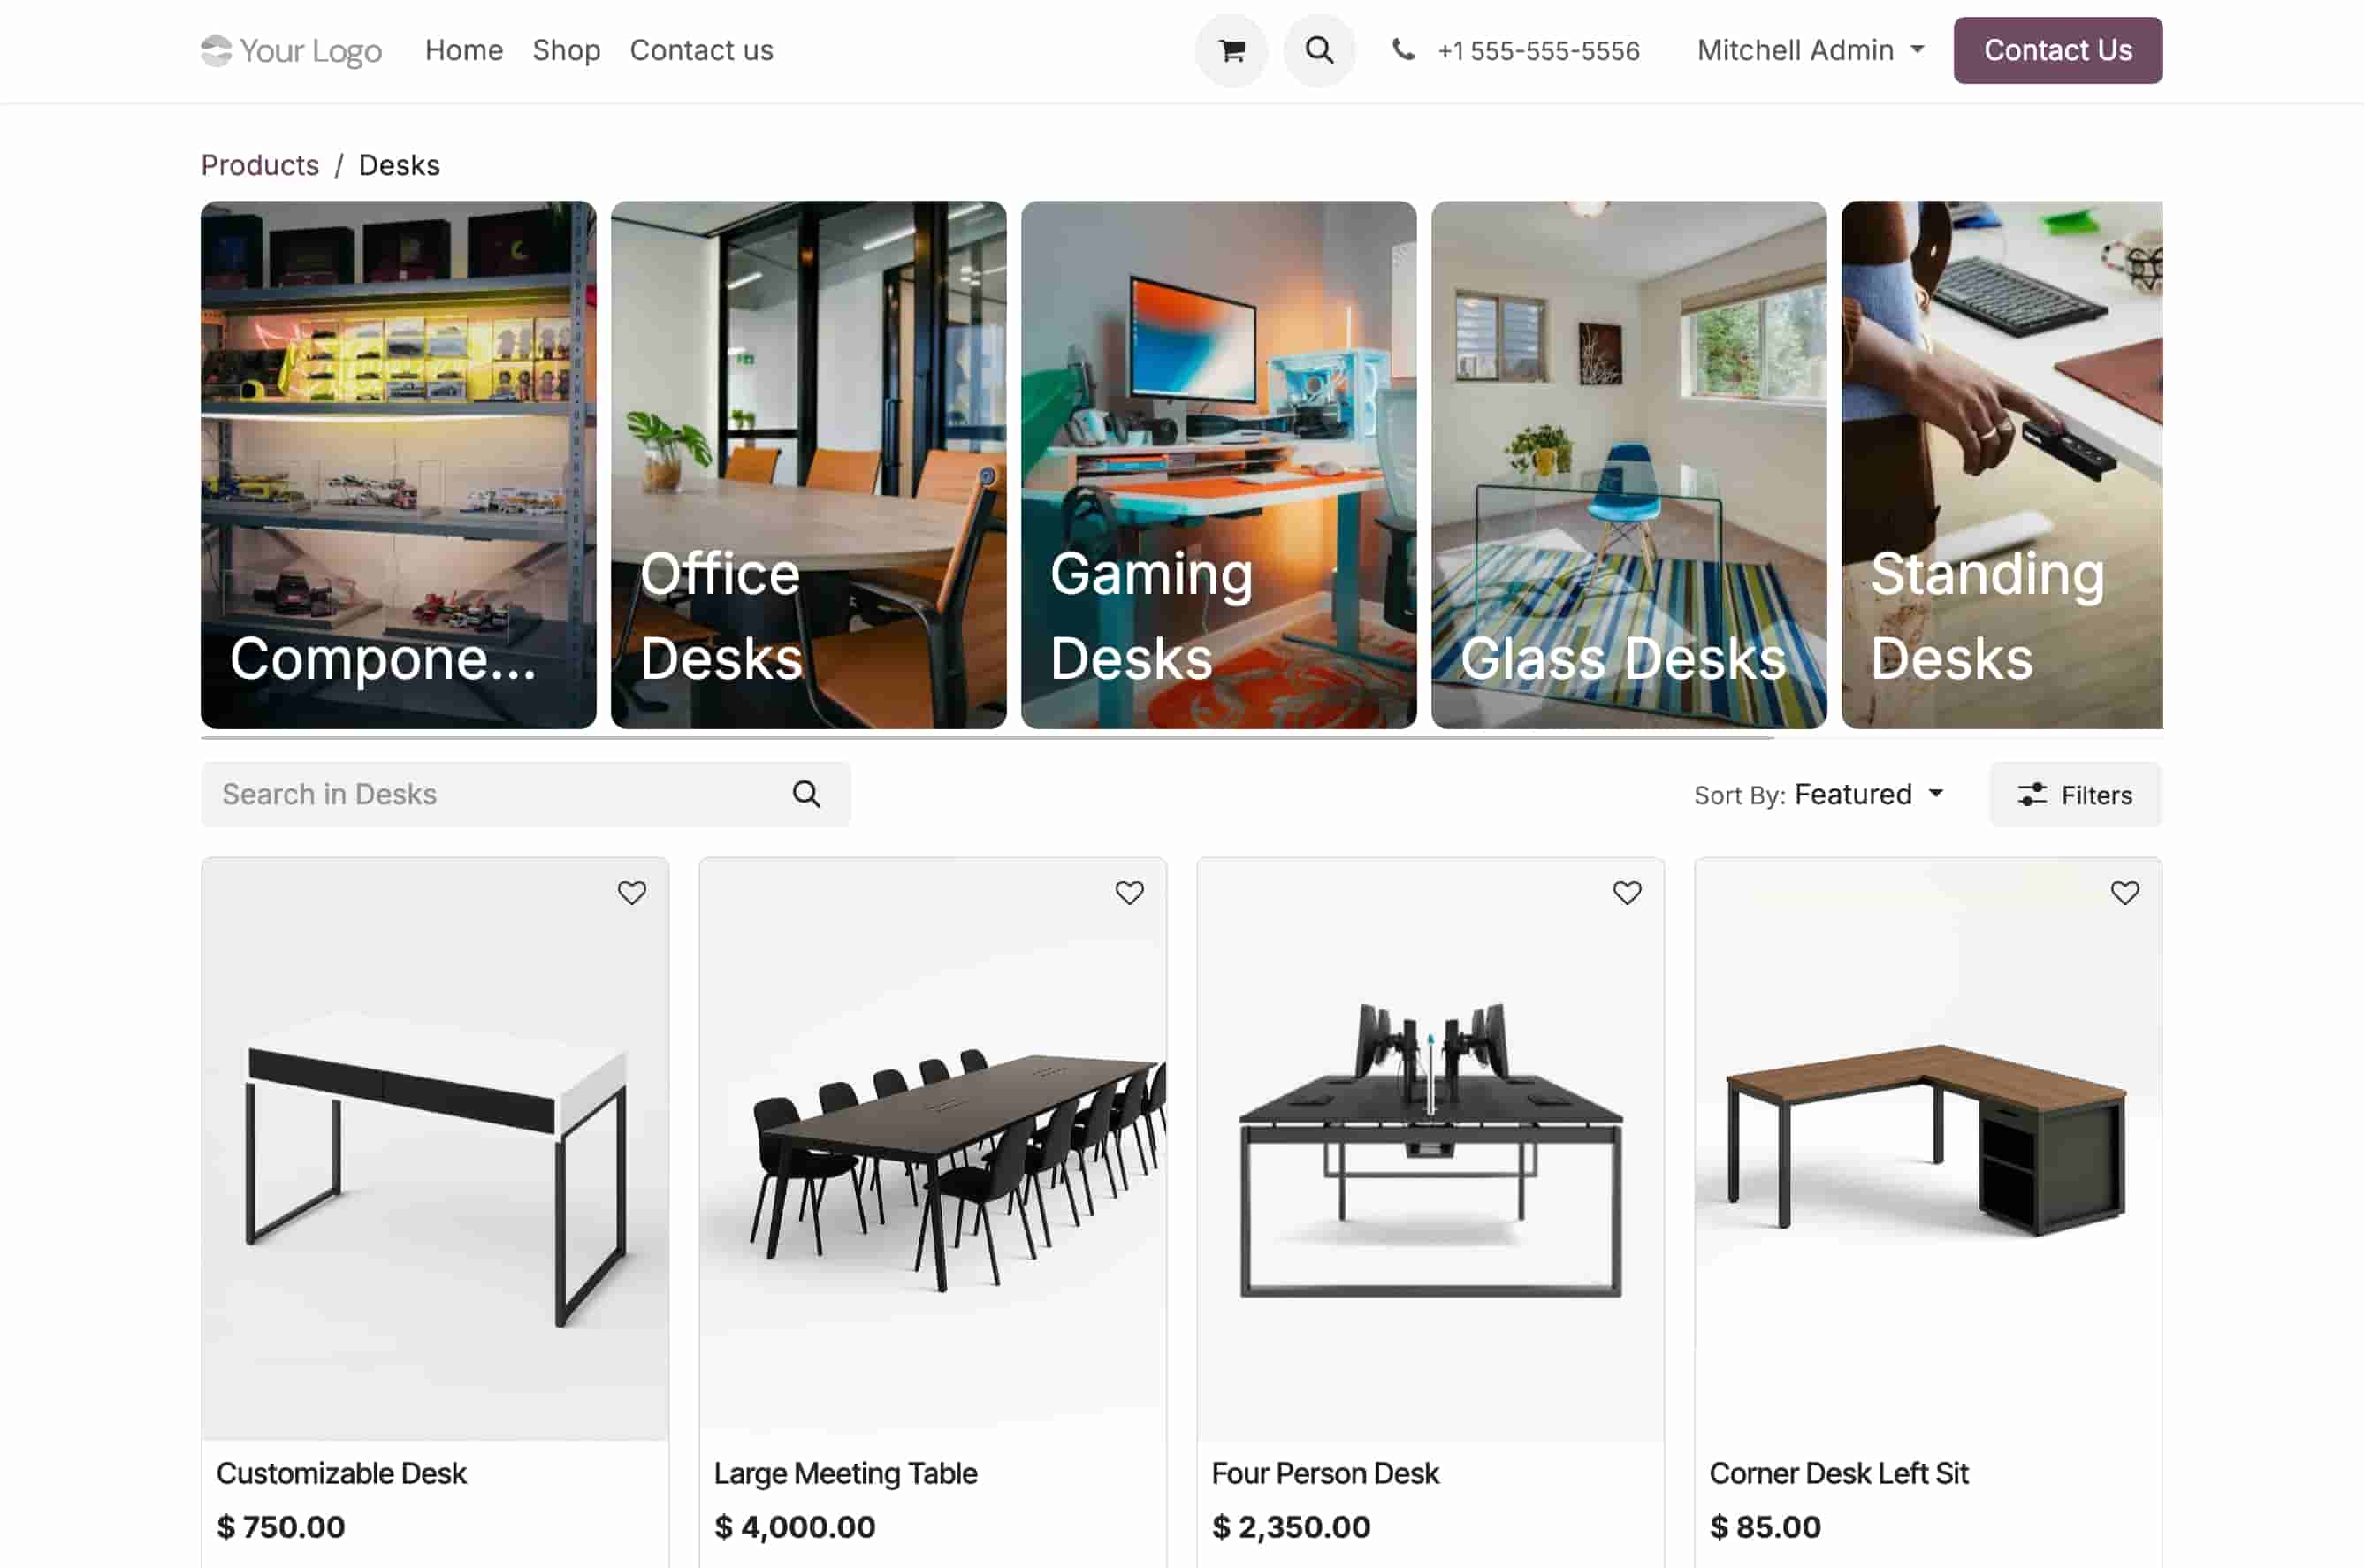 Your Logo
Home
Shop
Contact us
+1 555-555-5556
Mitchell Admin
Contact Us
Products / Desks
Compone...
Office
Desks
Gaming
Desks
Glass Desks
Standing
Desks
Search in Desks
Sort By: Featured
Filters
Customizable Desk
$ 750.00
Large Meeting Table
$ 4,000.00
Four Person Desk
$ 2,350.00
Corner Desk Left Sit
$ 85.00